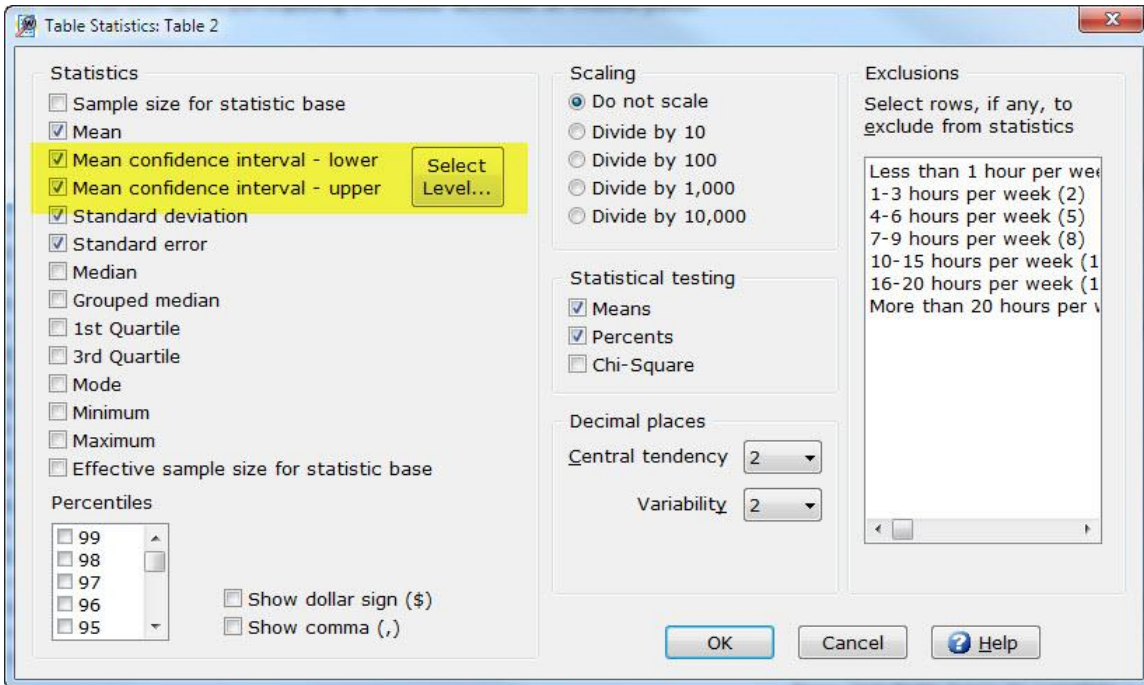 Table Statistics: Table 2
Statistics
Sample size for statistic base
Mean
Mean confidence interval - lower
Mean confidence interval - upper
Select
Level...
Standard deviation
Standard error
Median
Grouped median
1st Quartile
3rd Quartile
Mode
Minimum
Maximum
Effective sample size for statistic base
Percentiles
99
98
97
96
95
Show dollar sign ($)
Show comma (,)
Scaling
Do not scale
Divide by 10
Divide by 100
Divide by 1,000
Divide by 10,000
Statistical testing
Means
Percents
Chi-Square
Decimal places
Central tendency 2
Variability 2
Exclusions
Select rows, if any, to
exclude from statistics
Less than 1 hour per wee
1-3 hours per week (2)
4-6 hours per week (5)
7-9 hours per week (8)
10-15 hours per week (1
16-20 hours per week (1
More than 20 hours per
OK
Cancel
Help